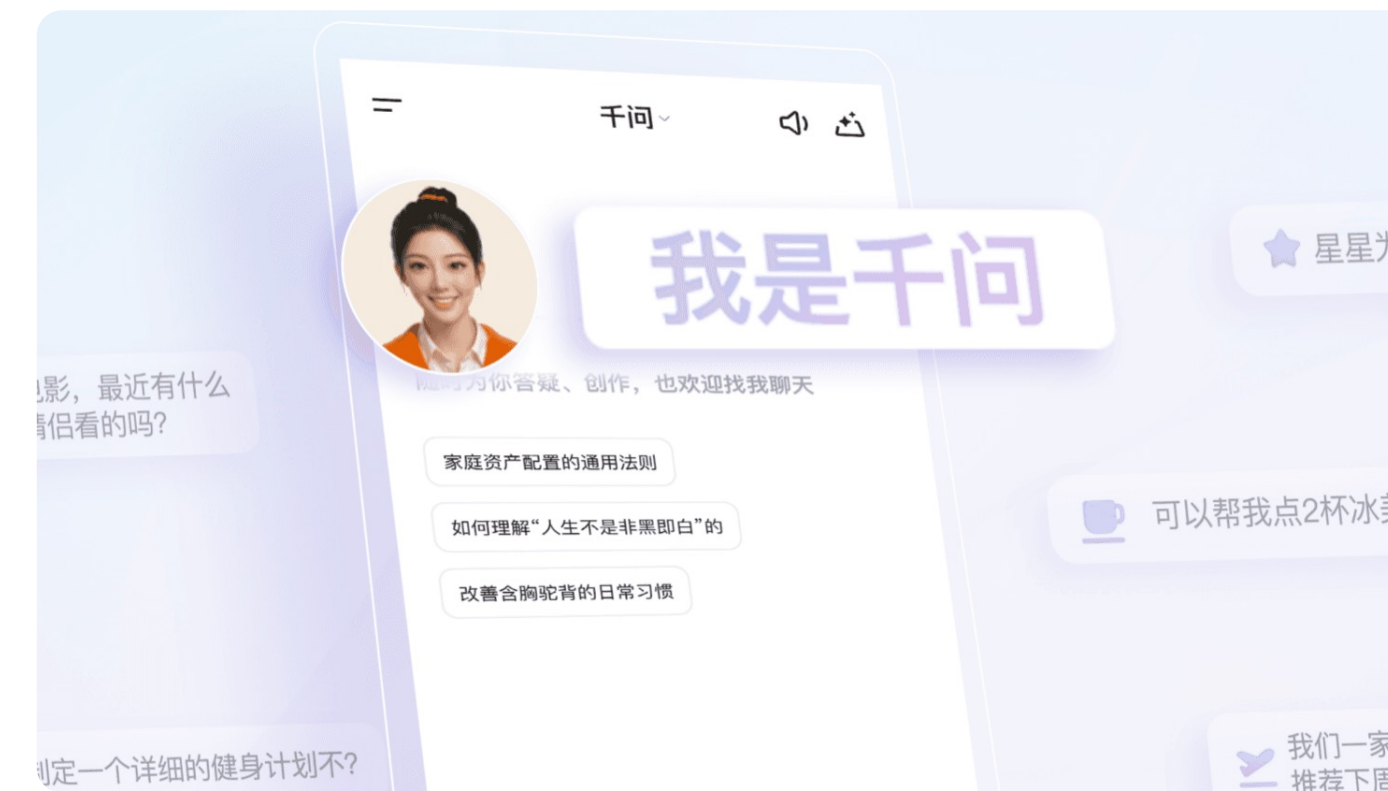 千问
我是千问
星星
影，最近有什么
情侣看的吗？
随时为你答疑、创作，也欢迎找我聊天
家庭资产配置的通用法则
如何理解“人生不是非黑即白”的
可以帮我点2杯冰
改善含胸驼背的日常习惯
制定一个详细的健身计划不？
我们一家
推荐下周